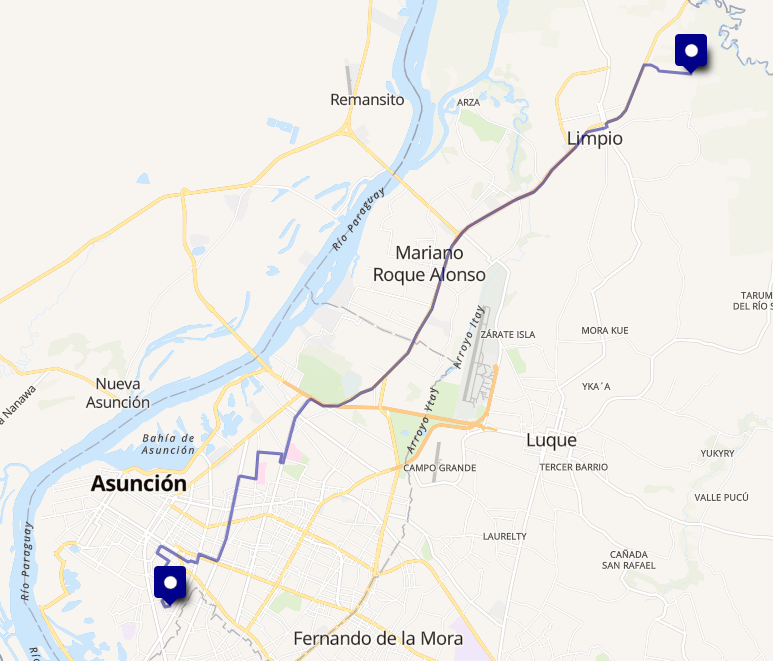 Remansito
ARZA
Limpio
Río Paraguay
Mariano
Roque Alonso
TARUM
DEL RÍO S
Arroyo Itay
ZÁRATE ISLA
MORA KUE
Nueva
Asunción
a Nanawa
YKA´A
Arroyo Ytay
Bahía de
Asunción
Luque
YUKYRY
CAMPO GRANDE
TERCER BARRIO
Asunción
VALLE PUCÚ
Río Paraguay
LAURELTY
CAÑADA
SAN RAFAEL
Fernando de la Mora
Río